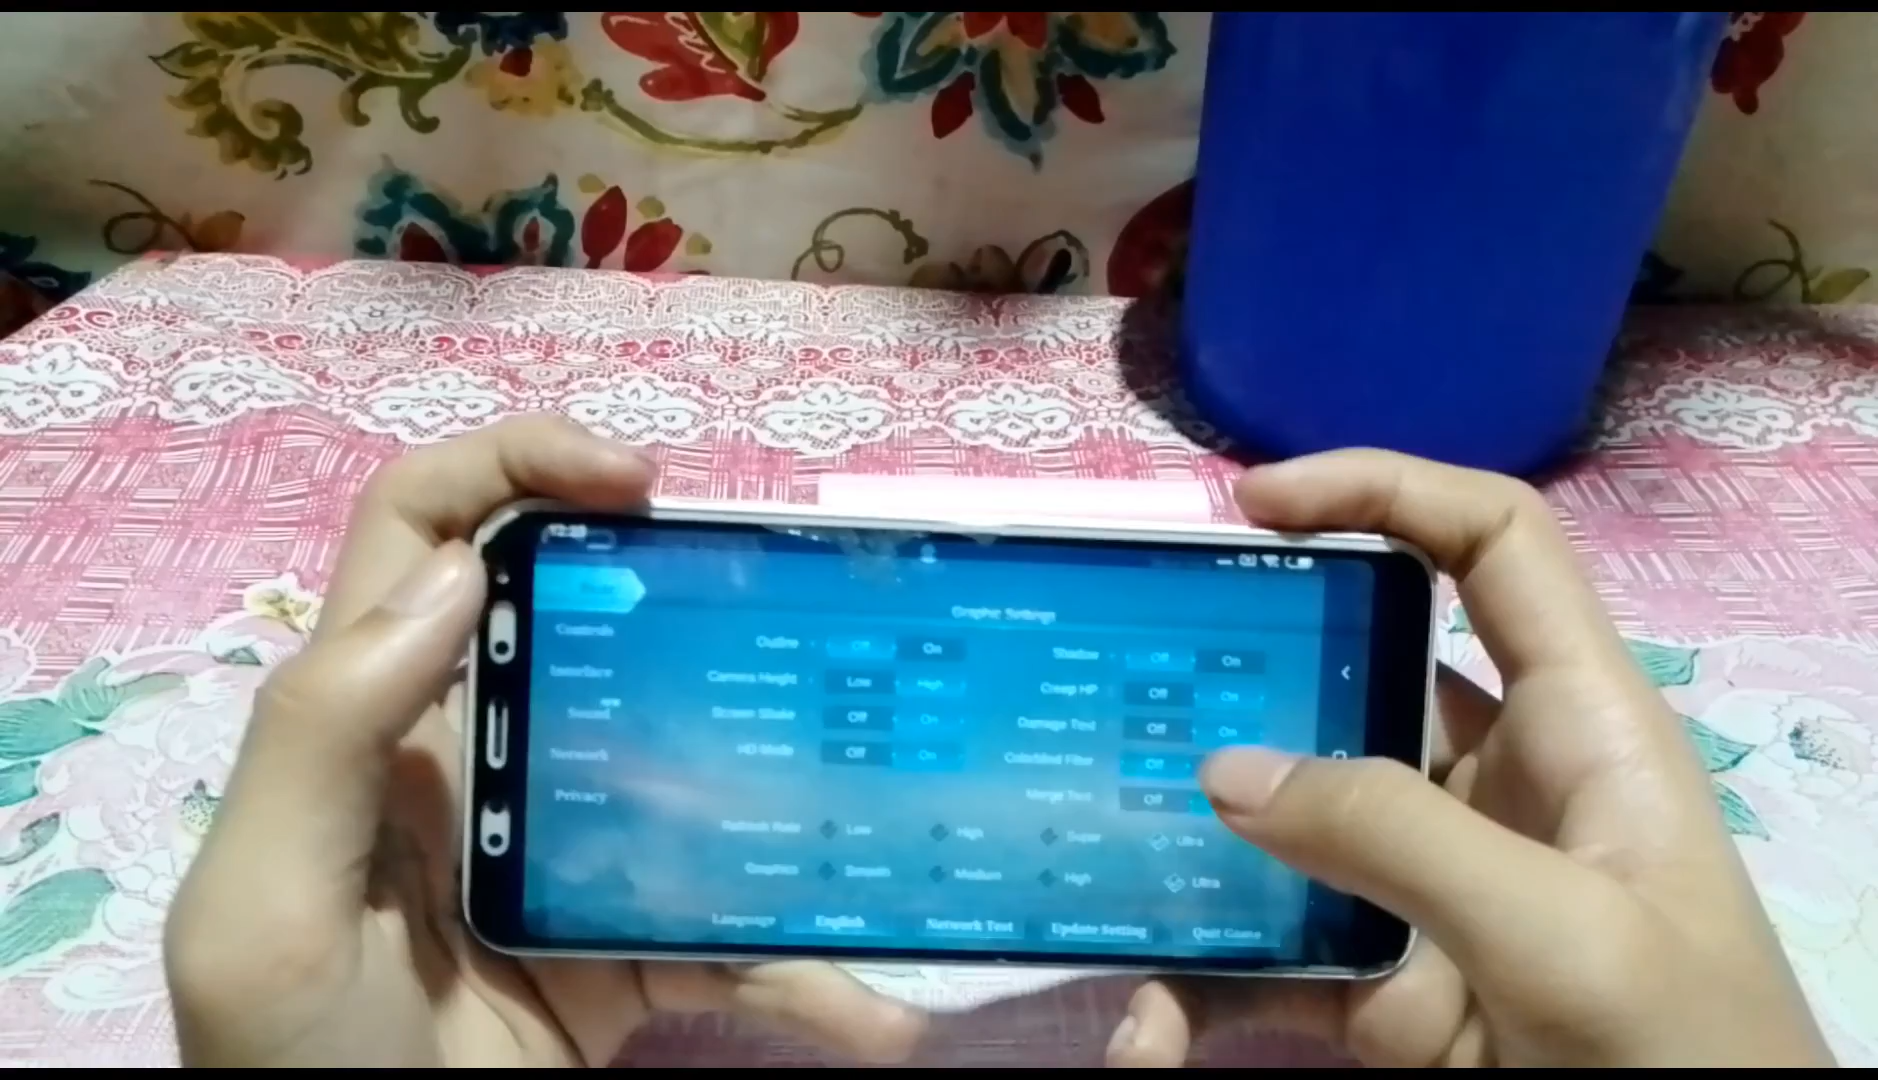 Graphic Settings
Controls
Interface
Sound
Network
Privacy
Outline Off On
Camera Height Low High
Screen Shake Off On
HD Mode Off On
Shadow Off On
Creep HP Off On
Damage Text Off On
Colorblind Filter Off
Merge Text Off
Refresh Rate Low High Super Ultra
Graphics Smooth Medium High Ultra
Language English Network Test Update Setting Quit Game